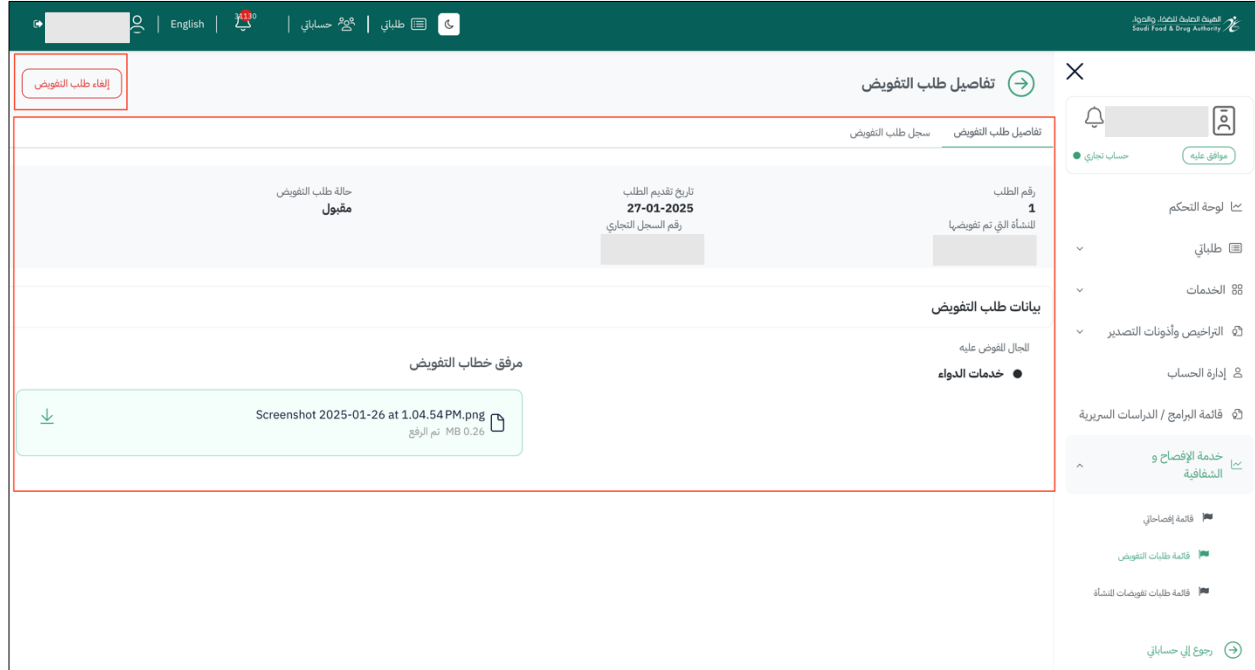 الهيئة العامة للغذاء والدواء
Saudi Food & Drug Authority
طلباتي
حساباتي
English
تفاصيل طلب التفويض
إلغاء طلب التفويض
تفاصيل طلب التفويض
سجل طلب التفويض
رقم الطلب
1
تاريخ تقديم الطلب
27-01-2025
حالة طلب التفويض
مقبول
المنشأة التي تم تفويضها
رقم السجل التجاري
بيانات طلب التفويض
المجال المفوض عليه
خدمات الدواء
مرفق خطاب التفويض
Screenshot 2025-01-26 at 1.04.54 PM.png
0.26 MB تم الرفع
موافق عليه
حساب تجاري
لوحة التحكم
طلباتي
الخدمات
التراخيص وأذونات التصدير
إدارة الحساب
قائمة البرامج / الدراسات السريرية
خدمة الإفصاح و
الشفافية
قائمة إفصاحاتي
قائمة طلبات التفويض
قائمة طلبات تفويضات المنشأة
رجوع إلي حساباتي